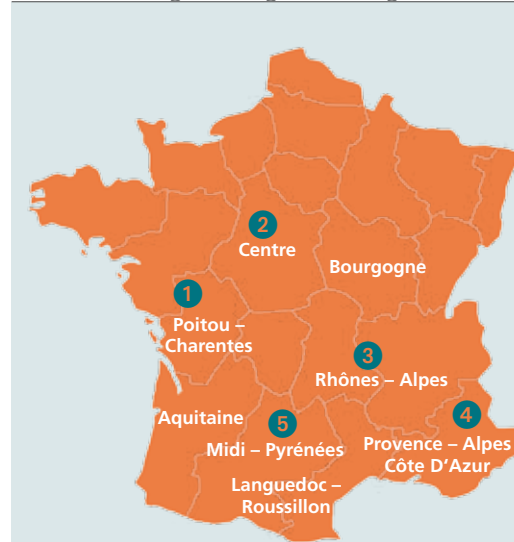 2
Centre
Bourgogne
1
Poitou –
Charentes
3
Rhônes – Alpes
Aquitaine
5
Midi – Pyrénées
4
Provence – Alpes
Côte D’Azur
Languedoc –
Roussillon